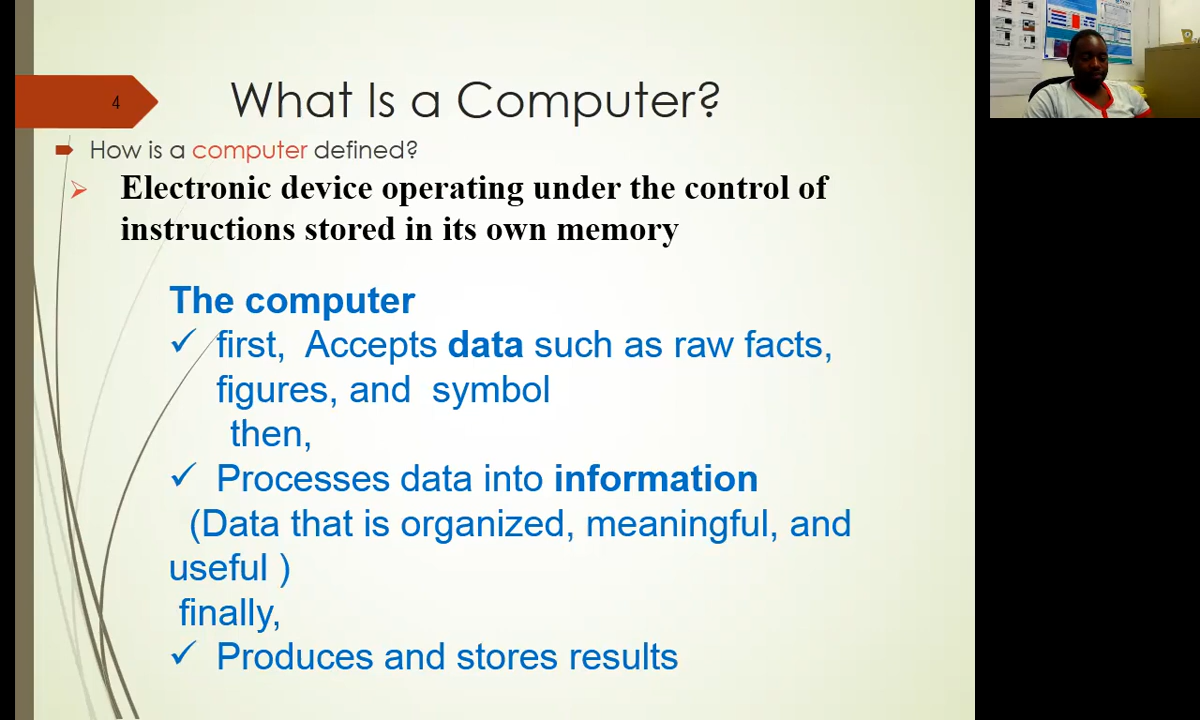 4
What Is a Computer?
How is a computer defined?
Electronic device operating under the control of
instructions stored in its own memory
The computer
✓ first, Accepts data such as raw facts,
figures, and symbol
then,
✓ Processes data into information
(Data that is organized, meaningful, and
useful )
finally,
✓ Produces and stores results